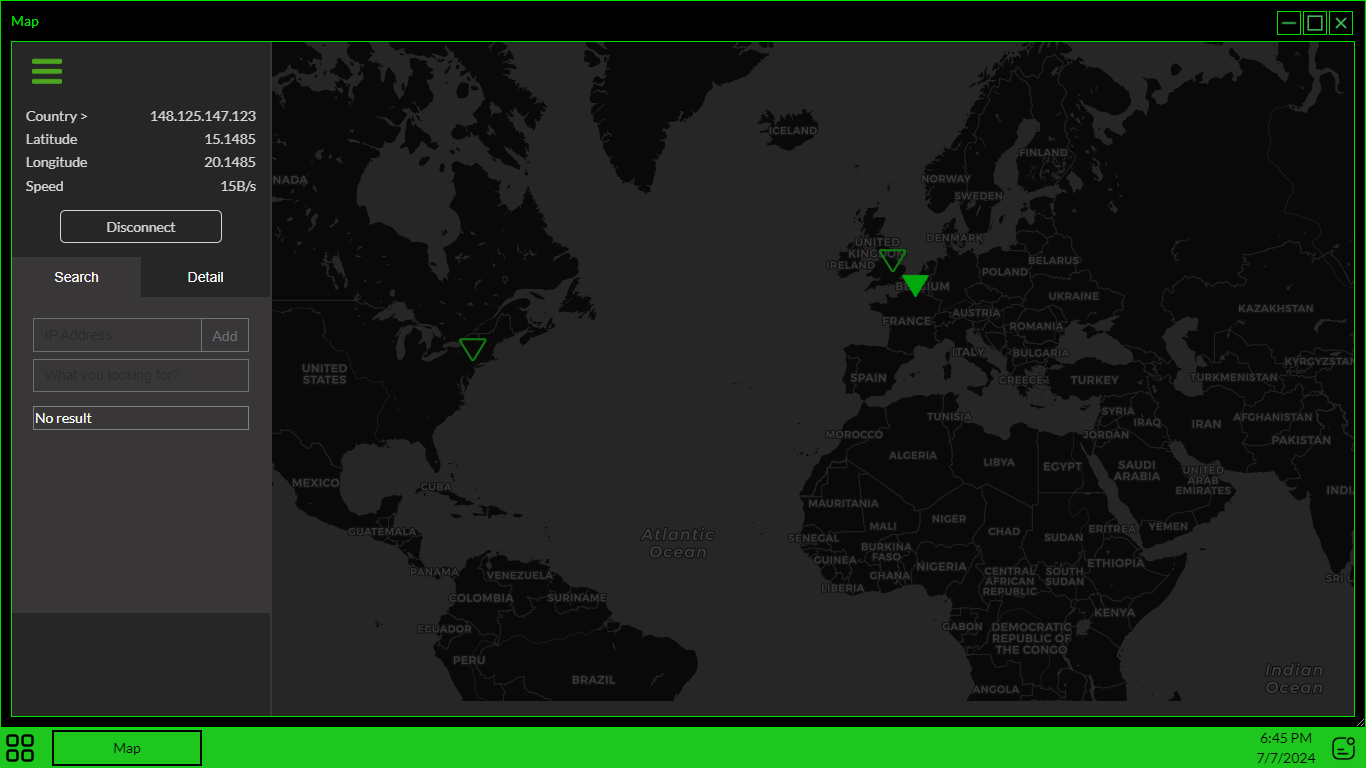 Map
Country > 148.125.147.123
Latitude 15.1485
Longitude 20.1485
Speed 15B/s
Disconnect
Search Detail
IP Address Add
What you looking for?
No result
ICELAND
FINLAND
NORWAY
SWEDEN
NADA
UNITED
KINGDOM
DENMARK
IRELAND
BELARUS
POLAND
BELGIUM
UKRAINE
KAZAKHSTAN
AUSTRIA
FRANCE
ROMANIA
ITALY
BULGARIA
KYRGYZSTAN
UNITED
STATES
SPAIN
GREECE
TURKEY
TURKMENISTAN
SYRIA
TUNISIA
IRAQ
IRAN
AFGHANISTAN
MOROCCO
JORDAN
PAKISTAN
ALGERIA
LIBYA
EGYPT
SAUDI
ARABIA
UNITED
ARAB
EMIRATES
MEXICO
CUBA
INDI
MAURITANIA
MALI
NIGER
CHAD
SUDAN
ERITREA
YEMEN
GUATEMALA
Atlantic
Ocean
SENEGAL
BURKINA
FASO
GUINEA
NIGERIA
ETHIOPIA
PANAMA
VENEZUELA
GHANA
CENTRAL
AFRICAN
REPUBLIC
SOUTH
SUDAN
SRI L
LIBERIA
COLOMBIA
SURINAME
KENYA
ECUADOR
GABON
DEMOCRATIC
REPUBLIC OF
THE CONGO
PERU
BRAZIL
ANGOLA
Indian
Ocean
Map
6:45 PM
7/7/2024